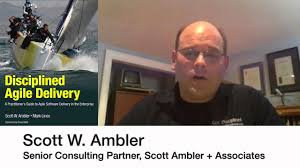 Disciplined
Agile Delivery
A Practitioner's Guide to Agile Software Delivery in the Enterprise
Scott W. Ambler • Mark Lines
Scott W. Ambler
Senior Consulting Partner, Scott Ambler + Associates